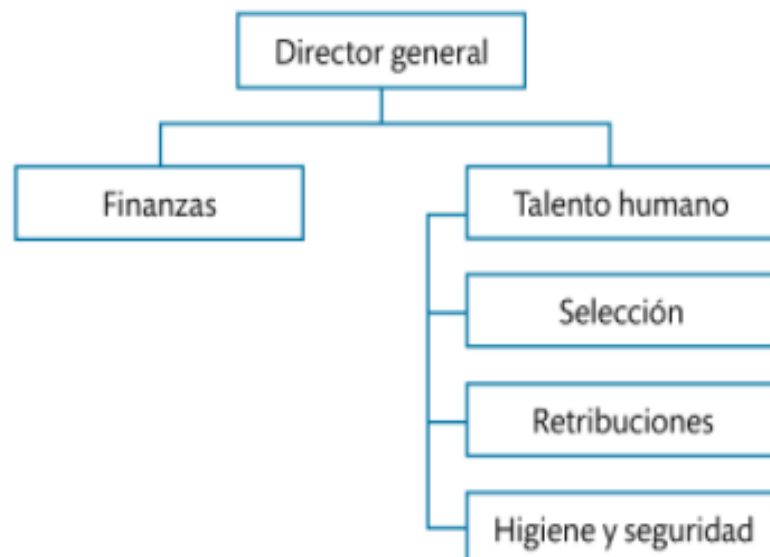 Director general
Finanzas
Talento humano
Selección
Retribuciones
Higiene y seguridad